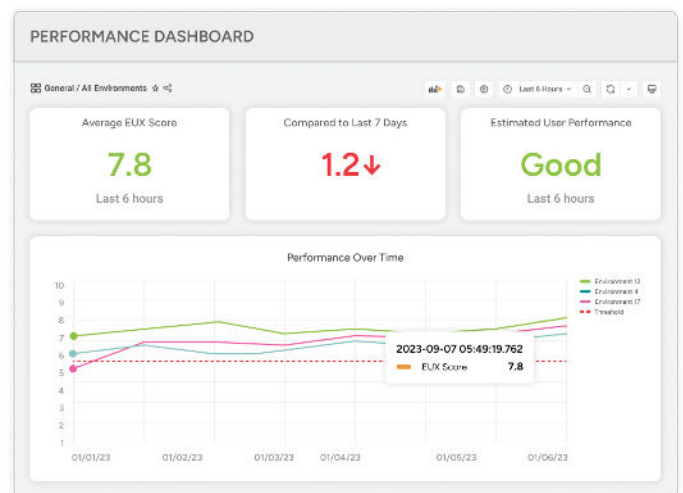 PERFORMANCE DASHBOARD
General / All Environments
Last 6 Hours
Average EUX Score
7.8
Last 6 hours
Compared to Last 7 Days
1.2↓
Estimated User Performance
Good
Last 6 hours
Performance Over Time
10
9
8
7
6
5
4
3
2
1
01/01/23
01/02/23
01/03/23
01/04/23
01/05/23
01/06/23
2023-09-07 05:49:19.762
EUX Score 7.8
Environment 12
Environment 4
Environment 17
Threshold